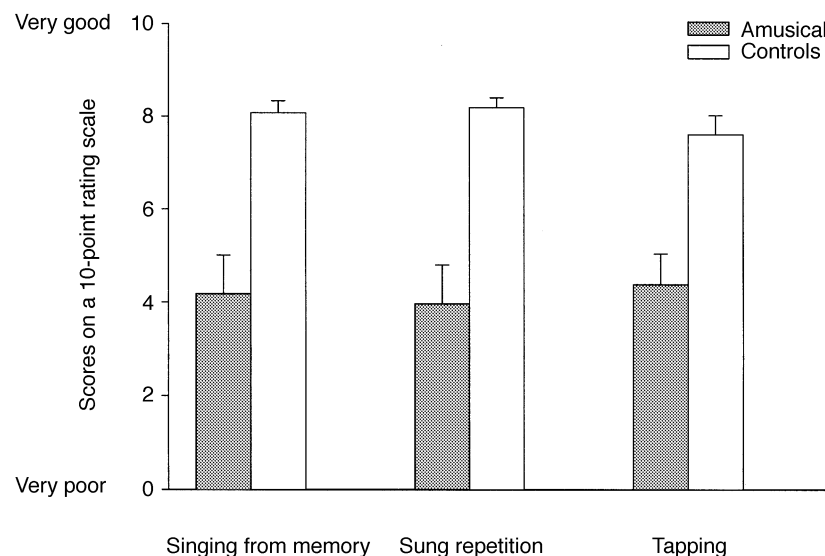 Very good
10
Amusical
Controls
8
6
4
2
0
Very poor
Scores on a 10-point rating scale
Singing from memory
Sung repetition
Tapping